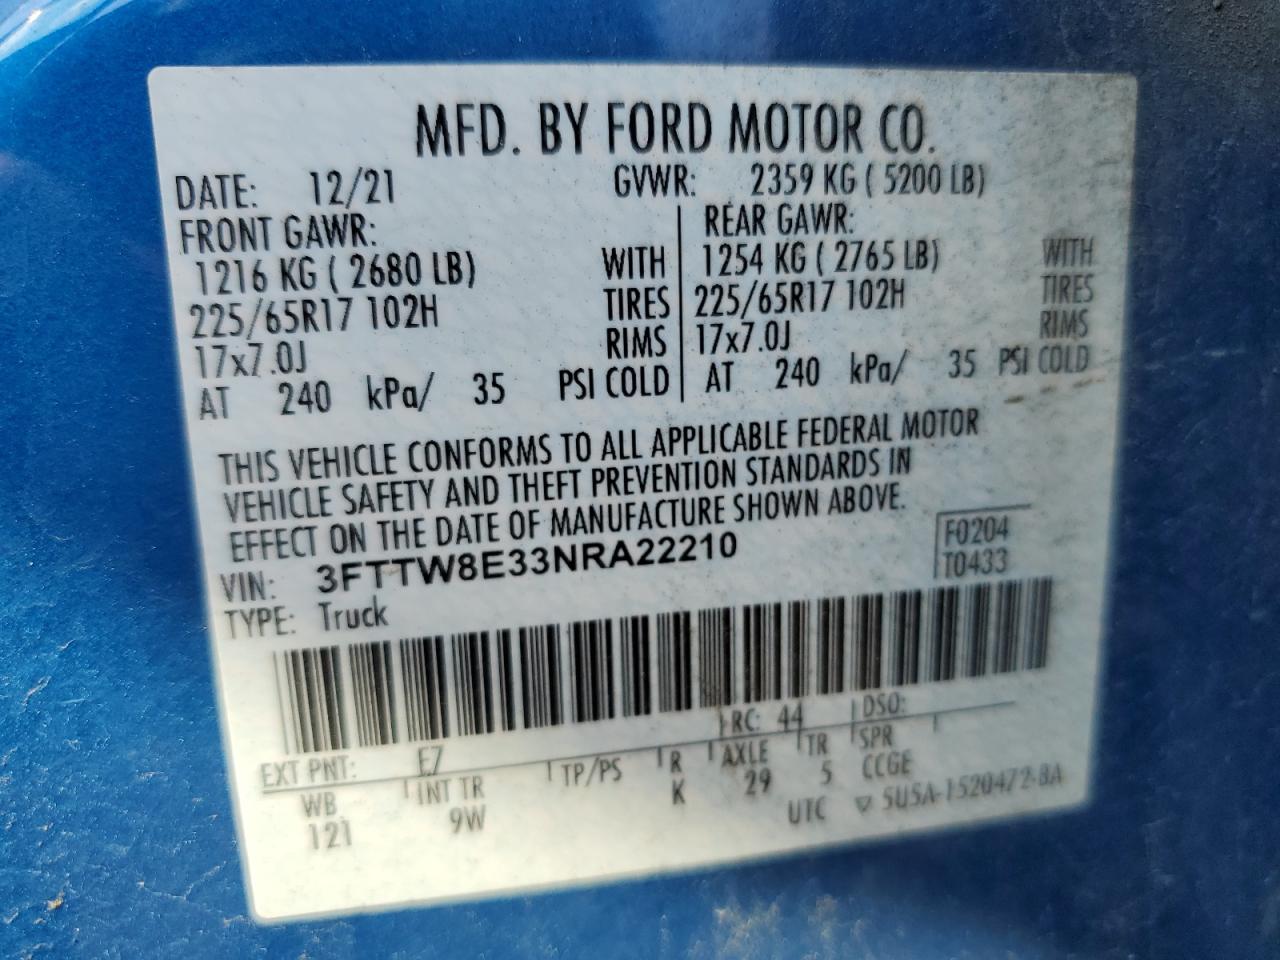 MFD. BY FORD MOTOR CO.
DATE: 12/21 GVWR: 2359 KG ( 5200 LB)
FRONT GAWR: REAR GAWR:
1216 KG ( 2680 LB) WITH 1254 KG ( 2765 LB) WITH
225/65R17 102H TIRES 225/65R17 102H TIRES
17x7.0J RIMS 17x7.0J RIMS
AT 240 kPa/ 35 PSI COLD AT 240 kPa/ 35 PSI COLD
THIS VEHICLE CONFORMS TO ALL APPLICABLE FEDERAL MOTOR
VEHICLE SAFETY AND THEFT PREVENTION STANDARDS IN
EFFECT ON THE DATE OF MANUFACTURE SHOWN ABOVE.
VIN: 3FTTW8E33NRA22210 F0204
TYPE: Truck T0433
EXT PNT: E7 RC: 44 DSO:
WB INT TR TP/PS R AXLE TR SPR
121 9W K 29 5 CCGE
UTC ▽ 5U5A-1520472-BA